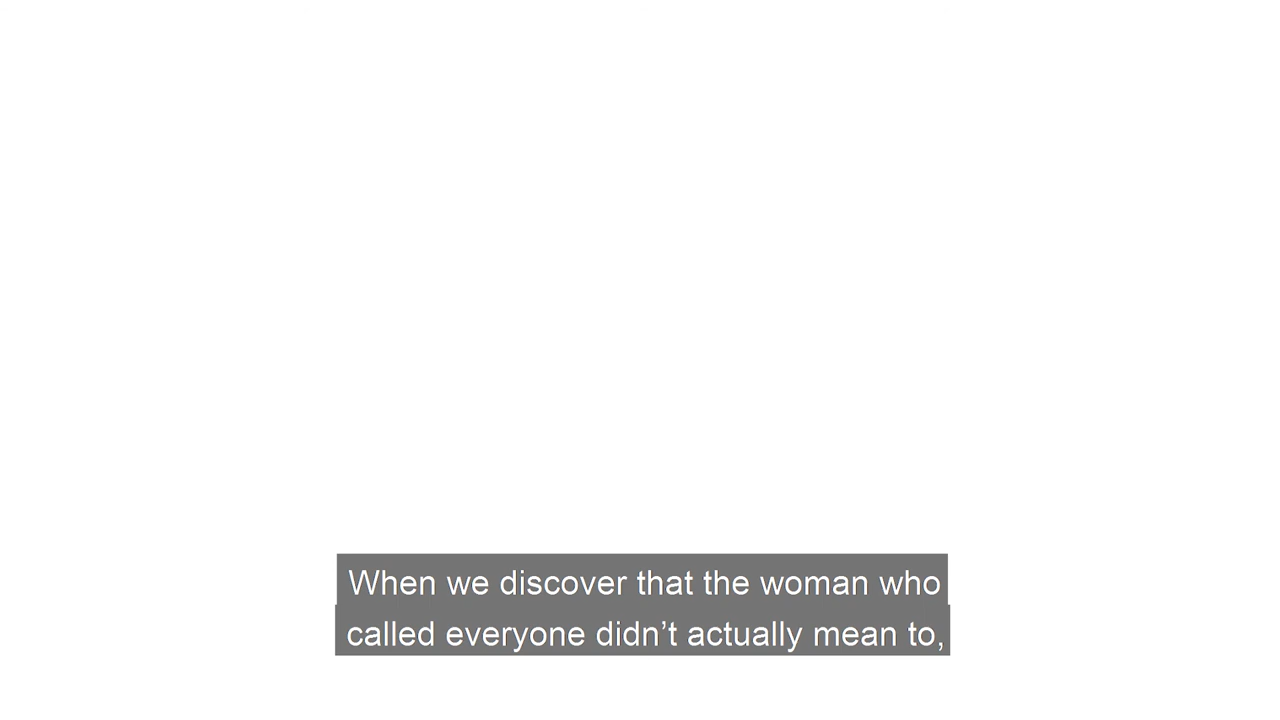 When we discover that the woman who
called everyone didn’t actually mean to,